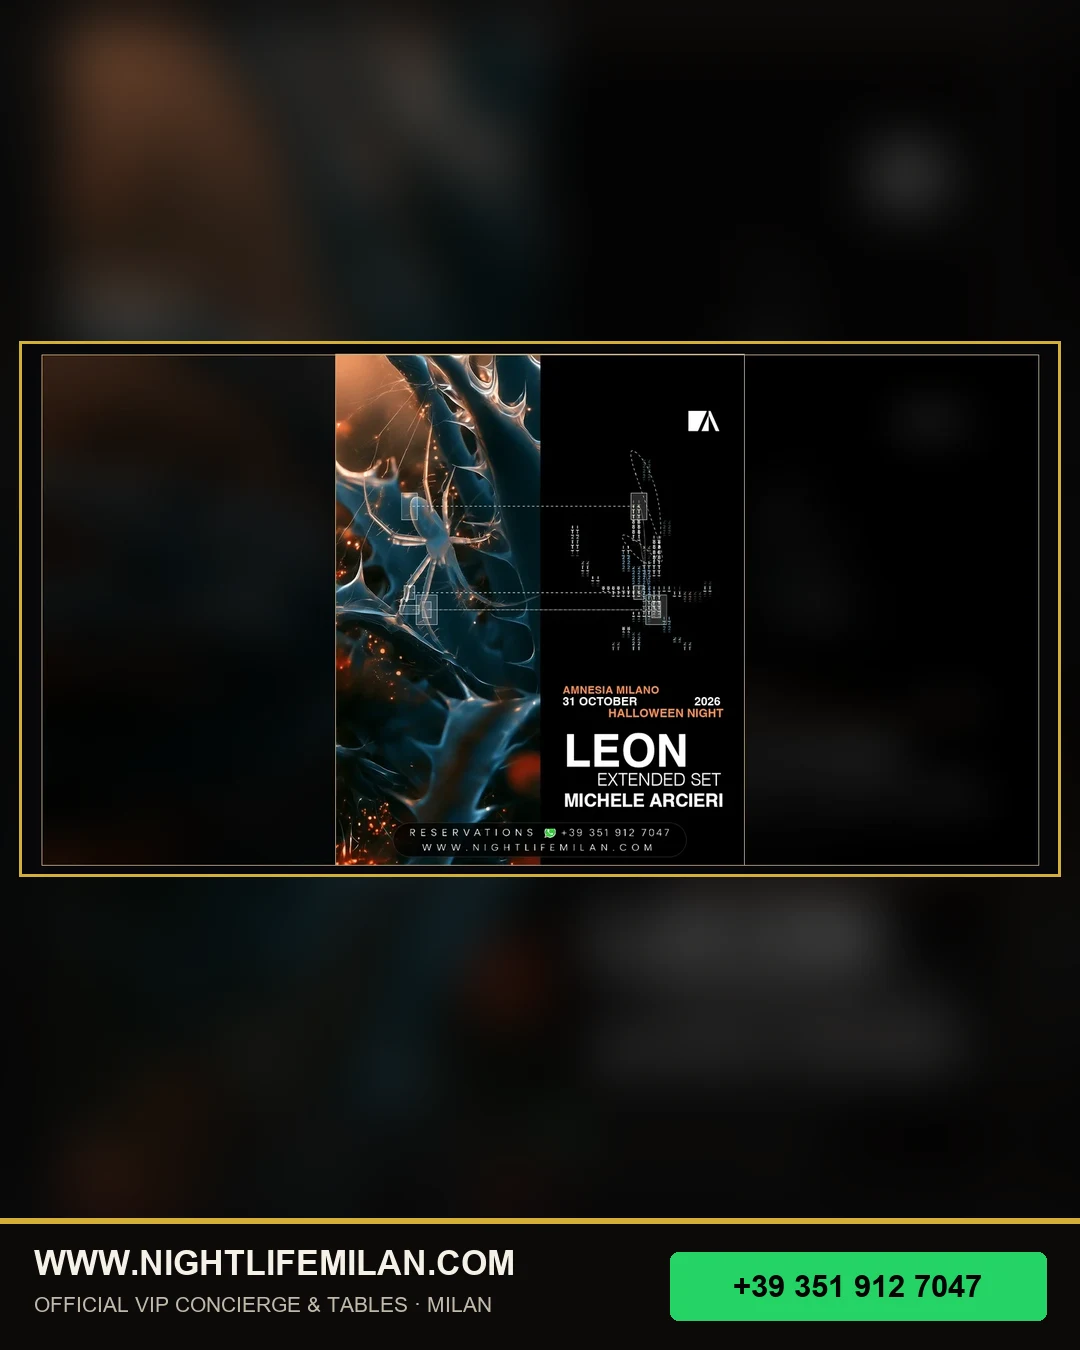 AMNESIA MILANO
31 OCTOBER 2026
HALLOWEEN NIGHT
LEON
EXTENDED SET
MICHELE ARCIERI
RESERVATIONS +39 351 912 7047
WWW.NIGHTLIFEMILAN.COM
WWW.NIGHTLIFEMILAN.COM
OFFICIAL VIP CONCIERGE & TABLES · MILAN
+39 351 912 7047